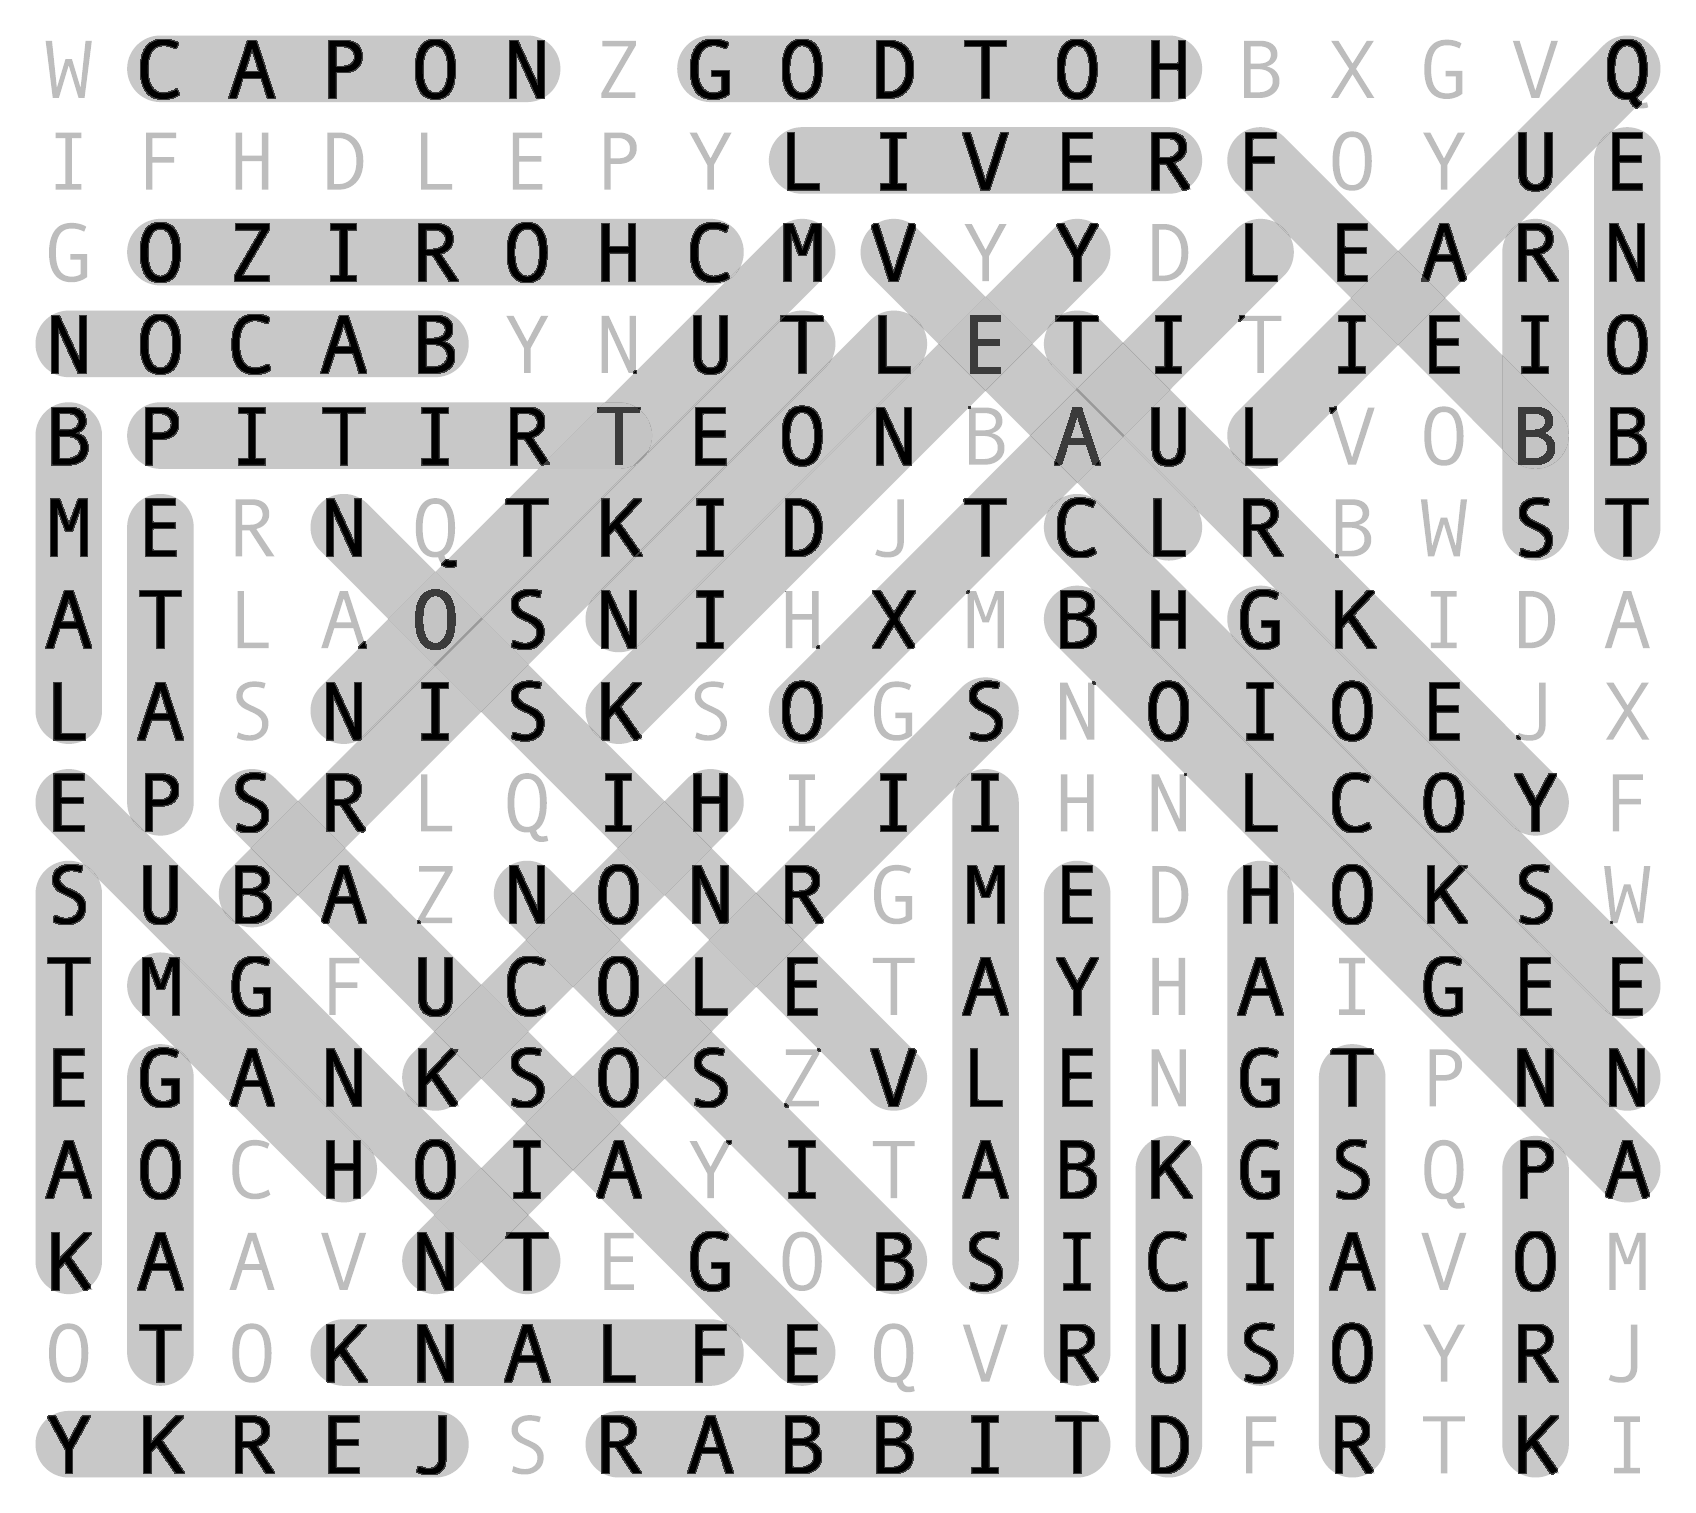 W C A P O N Z G O D T O H B X G V Q
I F H D L E P Y L I V E R F O Y U E
G O Z I R O H C M V Y Y D L E A R N
N O C A B Y N U T L E T I T I E I O
B P I T I R T E O N B A U L V O B B
M E R N Q T K I D J T C L R B W S T
A T L A O S N I H X M B H G K I D A
L A S N I S K S O G S N O I O E J X
E P S R L Q I H I I I H N L C O Y F
S U B A Z N O N R G M E D H O K S W
T M G F U C O L E T A Y H A I G E E
E G A N K S O S Z V L E N G T P N N
A O C H O I A Y I T A B K G S Q P A
K A A V N T E G O B S I C I A V O M
O T O K N A L F E Q V R U S O Y R J
Y K R E J S R A B B I T D F R T K I